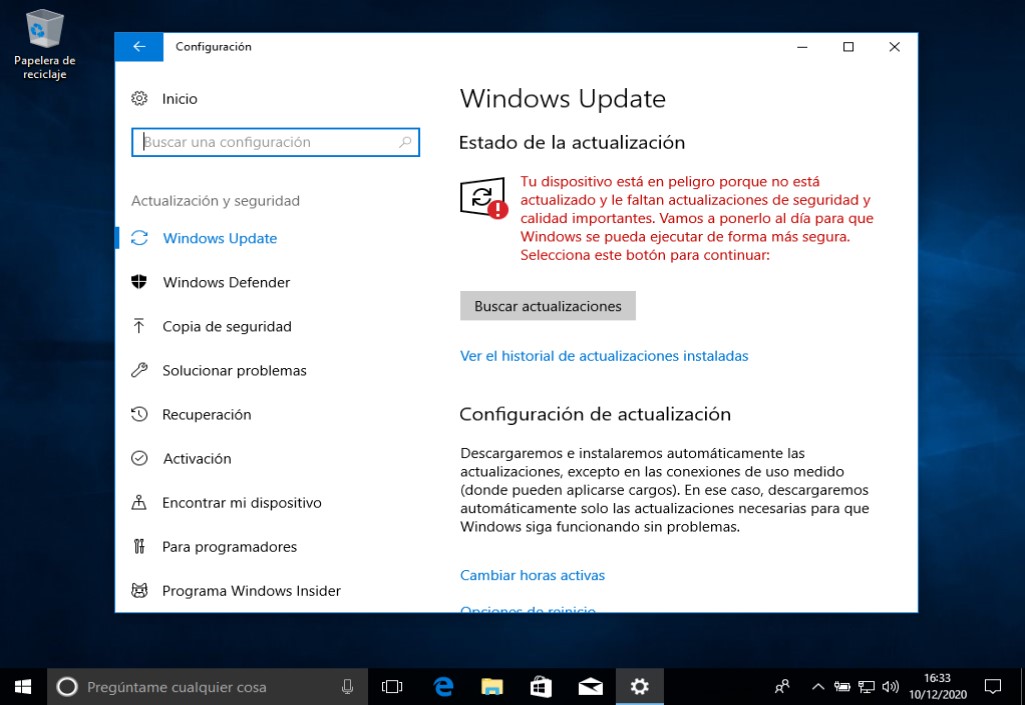 Papelera de
reciclaje
Configuración
Inicio
Buscar una configuración
Actualización y seguridad
Windows Update
Windows Defender
Copia de seguridad
Solucionar problemas
Recuperación
Activación
Encontrar mi dispositivo
Para programadores
Programa Windows Insider
Windows Update
Estado de la actualización
Tu dispositivo está en peligro porque no está
actualizado y le faltan actualizaciones de seguridad y
calidad importantes. Vamos a ponerlo al día para que
Windows se pueda ejecutar de forma más segura.
Selecciona este botón para continuar:
Buscar actualizaciones
Ver el historial de actualizaciones instaladas
Configuración de actualización
Descargaremos e instalaremos automáticamente las
actualizaciones, excepto en las conexiones de uso medido
(donde pueden aplicarse cargos). En ese caso, descargaremos
automáticamente solo las actualizaciones necesarias para que
Windows siga funcionando sin problemas.
Cambiar horas activas
Opciones de reinicio
Pregúntame cualquier cosa
16:33
10/12/2020